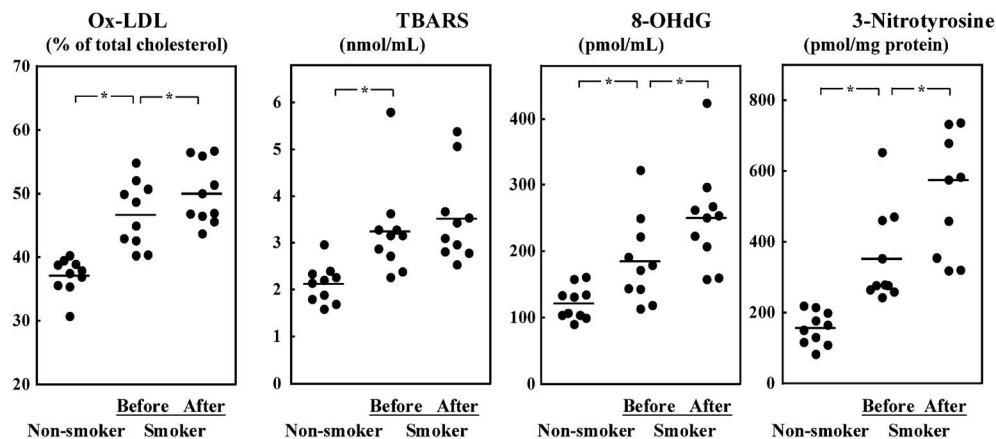 Ox-LDL
(% of total cholesterol)
70
60
50
40
30
20
*
*
Before After
Non-smoker Smoker
TBARS
(nmol/mL)
6
5
4
3
2
1
0
*
Before After
Non-smoker Smoker
8-OHdG
(pmol/mL)
400
300
200
100
0
*
*
Before After
Non-smoker Smoker
3-Nitrotyrosine
(pmol/mg protein)
800
600
400
200
0
*
*
Before After
Non-smoker Smoker